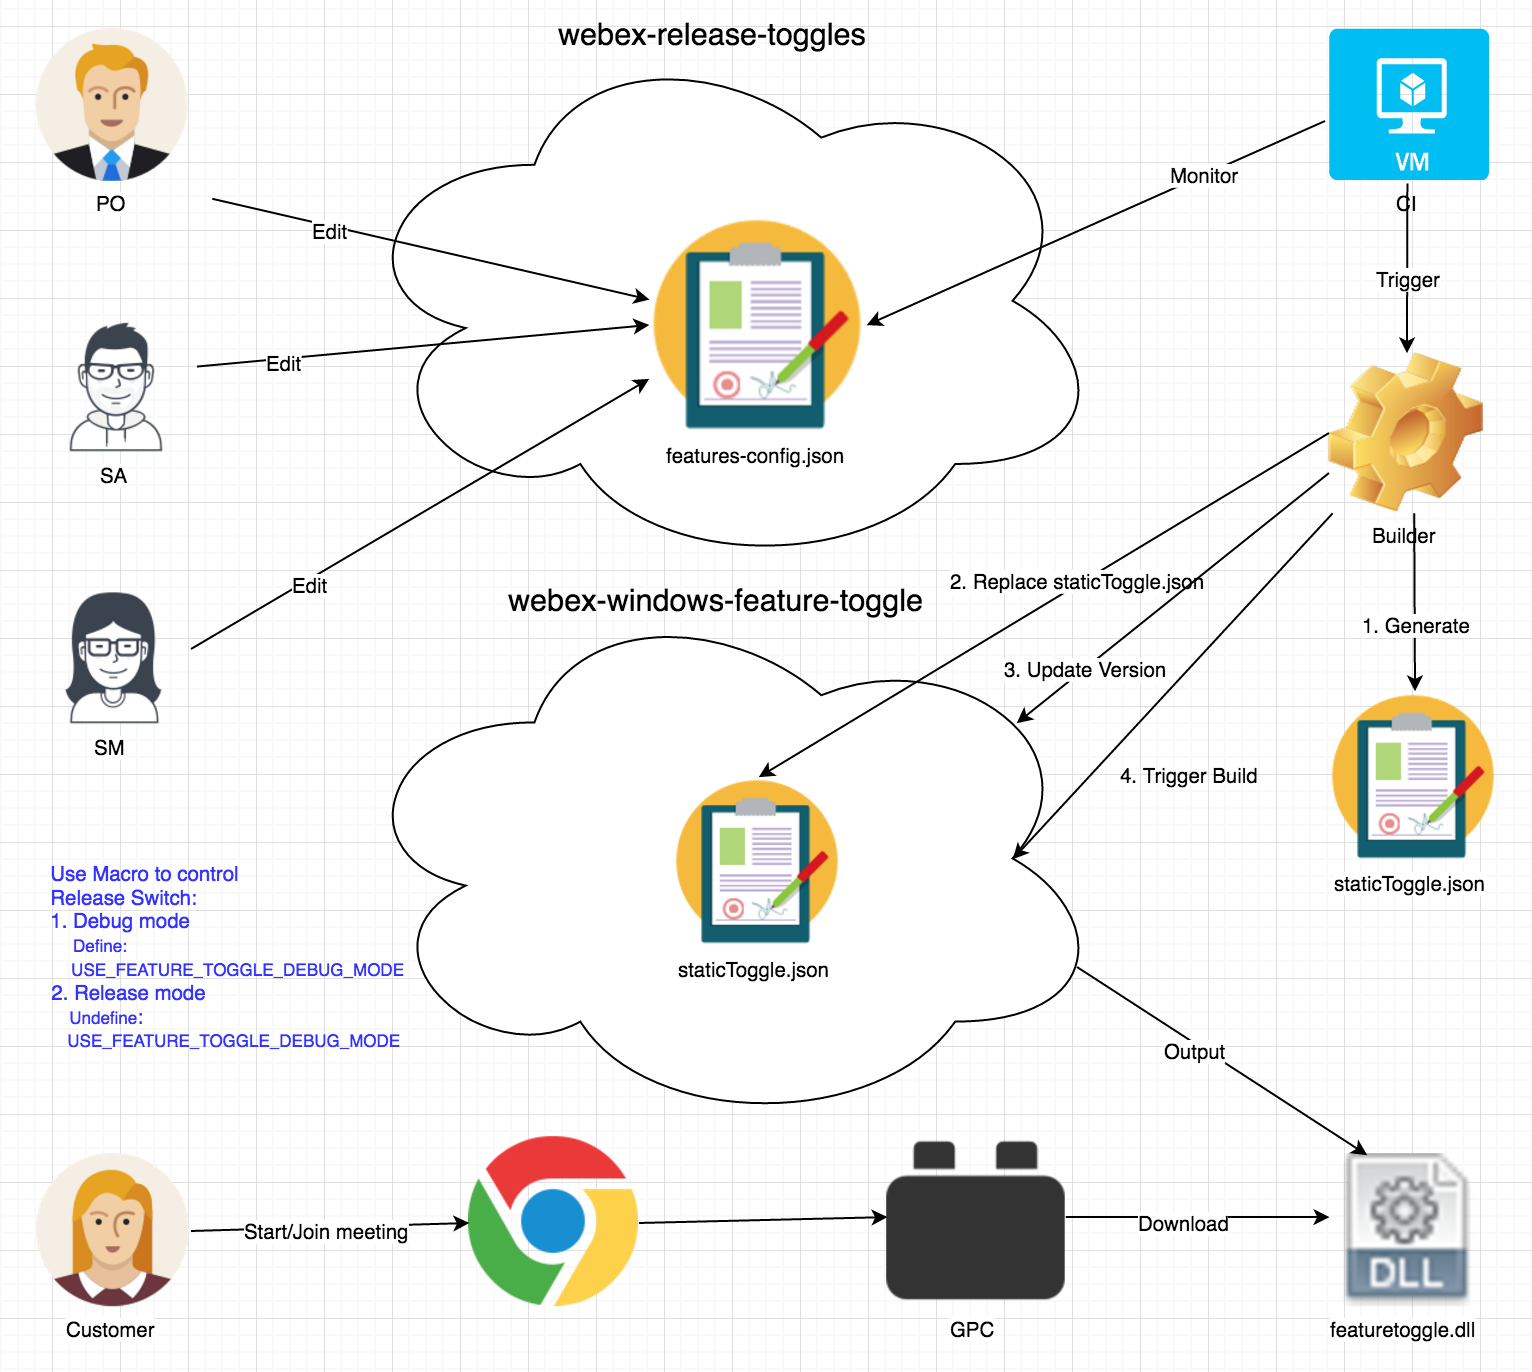 webex-release-toggles
VM
PO
CI
Monitor
Edit
Trigger
Edit
features-config.json
SA
Builder
2. Replace staticToggle.json
Edit
webex-windows-feature-toggle
1. Generate
3. Update Version
SM
4. Trigger Build
Use Macro to control
Release Switch:
1. Debug mode
Define:
USE_FEATURE_TOGGLE_DEBUG_MODE
2. Release mode
Undefine:
USE_FEATURE_TOGGLE_DEBUG_MODE
staticToggle.json
staticToggle.json
Output
Start/Join meeting
Download
DLL
Customer
GPC
featuretoggle.dll